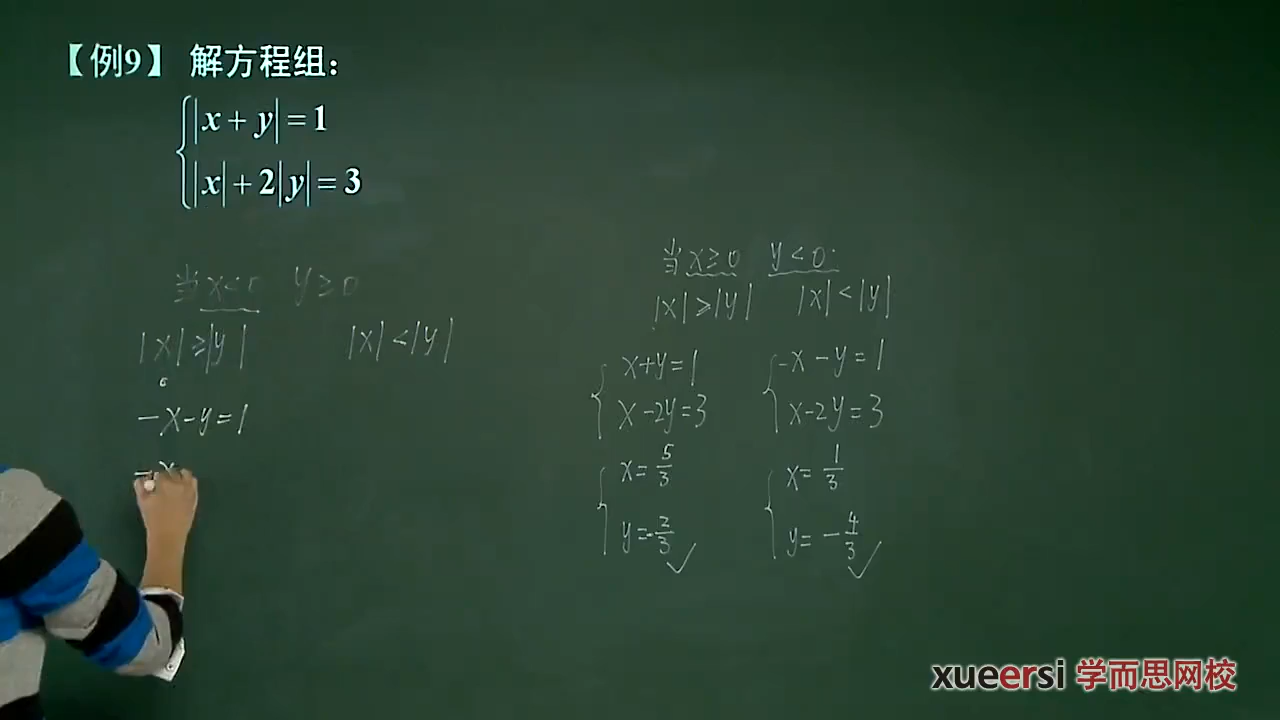 【例9】 解方程组：
|x+y|=1
|x|+2|y|=3
当x<0 y≥0
|x|≥|y| |x|<|y|
-x-y=1
-x
当x≥0 y<0
|x|≥|y| |x|<|y|
x+y=1 -x-y=1
x-2y=3 x-2y=3
x=5/3 x=1/3
y=-2/3 y=-4/3
xueersi 学而思网校